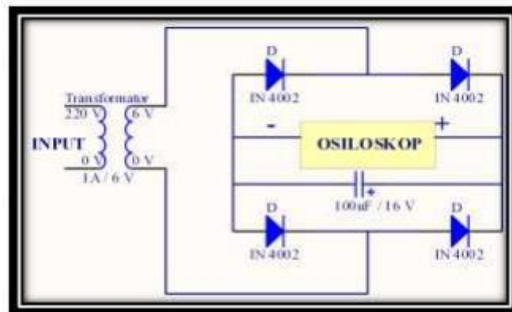 D
D
IN 4002
IN 4002
Transformator
220 V
6 V
-
+
INPUT
OSILOSKOP
0 V
0 V
1A / 6 V
+
100uF / 16 V
D
D
IN 4002
IN 4002